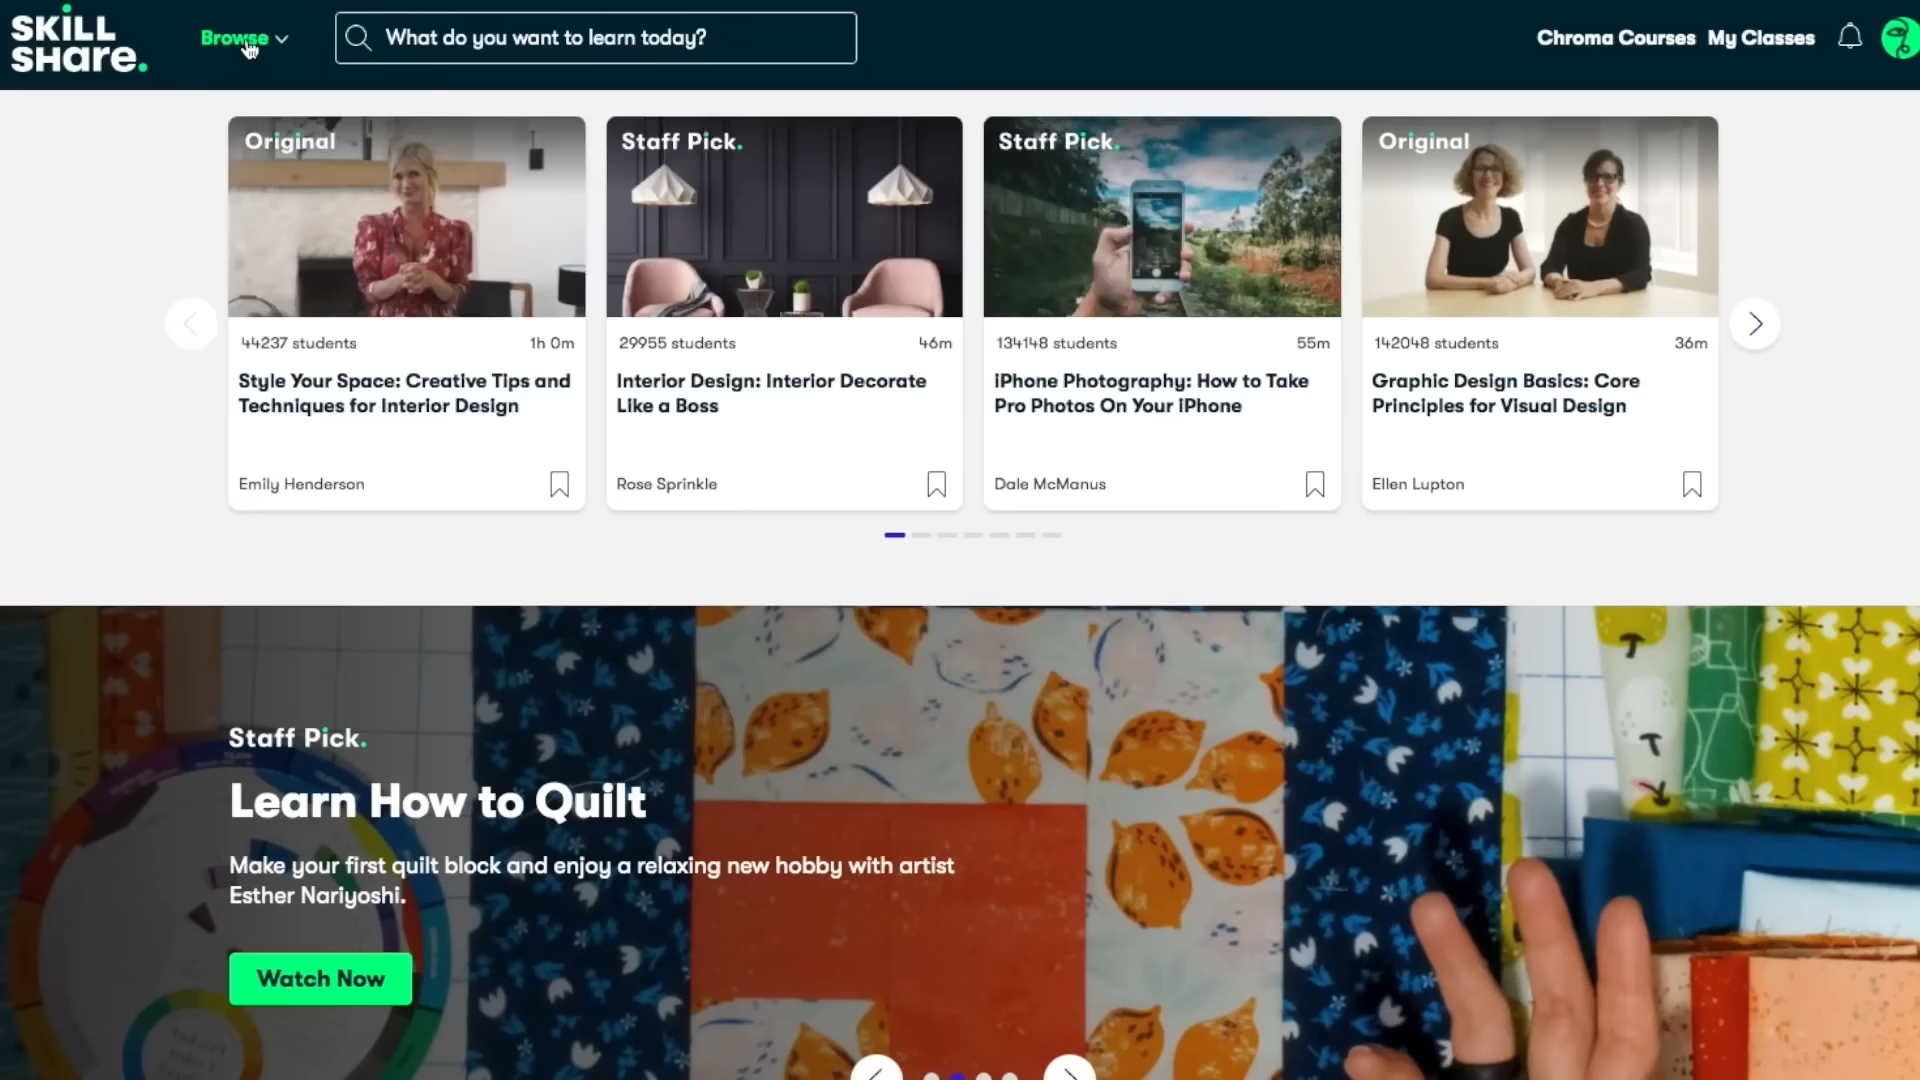 SKILL
SHare.
Browse
What do you want to learn today?
Chroma Courses
My Classes
Original
44237 students
1h 0m
Style Your Space: Creative Tips and
Techniques for Interior Design
Emily Henderson
Staff Pick.
29955 students
46m
Interior Design: Interior Decorate
Like a Boss
Rose Sprinkle
Staff Pick.
134148 students
55m
iPhone Photography: How to Take
Pro Photos On Your iPhone
Dale McManus
Original
142048 students
36m
Graphic Design Basics: Core
Principles for Visual Design
Ellen Lupton
Staff Pick.
Learn How to Quilt
Make your first quilt block and enjoy a relaxing new hobby with artist
Esther Nariyoshi.
Watch Now